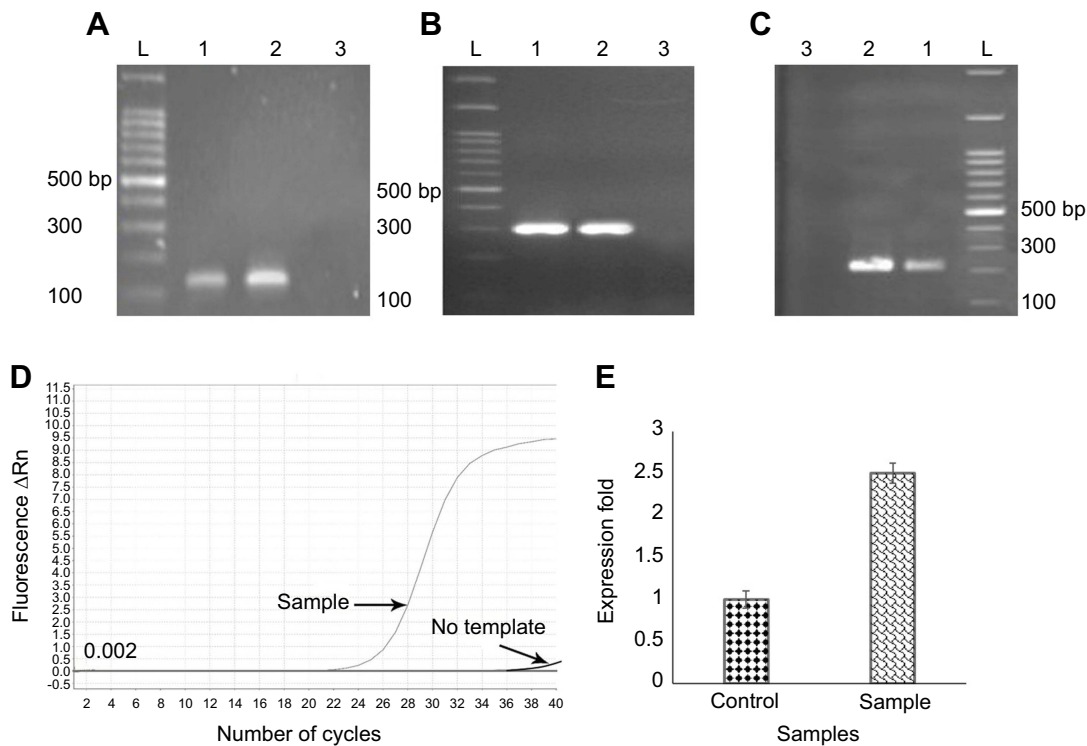 A
L 1 2 3
500 bp
300
100
B
L 1 2 3
500 bp
300
100
C
3 2 1 L
500 bp
300
100
D
Fluorescence ΔRn
11.5
11.0
10.5
10.0
9.5
9.0
8.5
8.0
7.5
7.0
6.5
6.0
5.5
5.0
4.5
4.0
3.5
3.0
2.5
2.0
1.5
1.0
0.5
0.0
-0.5
Sample
No template
0.002
2 4 6 8 10 12 14 16 18 20 22 24 26 28 30 32 34 36 38 40
Number of cycles
E
Expression fold
3
2.5
2
1.5
1
0.5
0
Control Sample
Samples